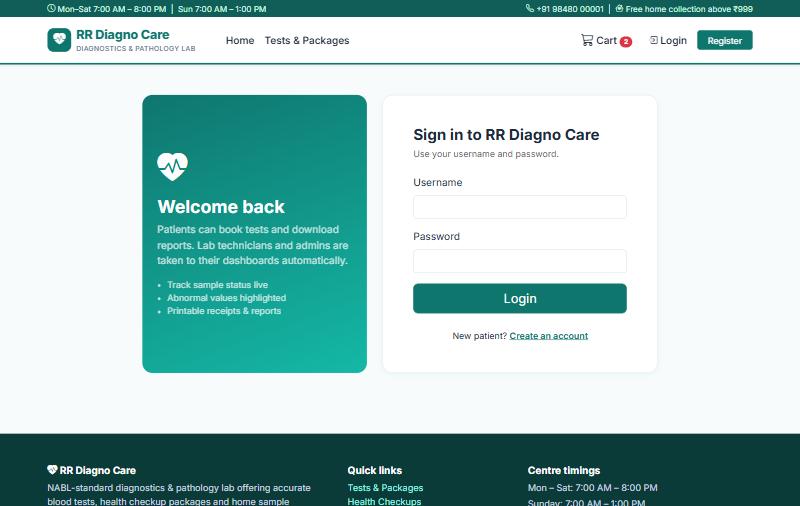 Mon–Sat 7:00 AM – 8:00 PM | Sun 7:00 AM – 1:00 PM
+91 98480 00001 | Free home collection above ₹999
RR Diagno Care
DIAGNOSTICS & PATHOLOGY LAB
Home Tests & Packages
Cart 2 Login Register
Welcome back
Patients can book tests and download
reports. Lab technicians and admins are
taken to their dashboards automatically.
• Track sample status live
• Abnormal values highlighted
• Printable receipts & reports
Sign in to RR Diagno Care
Use your username and password.
Username
Password
Login
New patient? Create an account
RR Diagno Care
NABL-standard diagnostics & pathology lab offering accurate
blood tests, health checkup packages and home sample
Quick links
Tests & Packages
Health Checkups
Centre timings
Mon – Sat: 7:00 AM – 8:00 PM
Sunday: 7:00 AM – 1:00 PM